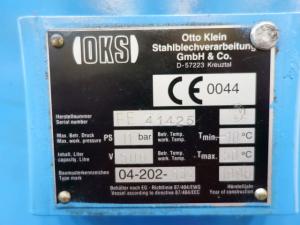 OKS
Otto Klein
Stahlblechverarbeitung
GmbH & Co.
D-57223 Kreuztal
CE 0044
Herstellnummer
Serial number
41425
Max. Betr. Druck
Max. work. pressure
PS
bar
Betr. Temp.
work. Temp.
Tmin.
°C
Inhalt. Liter
capacity. Litre
V
Betr. Temp.
work. Temp.
Tmax.
°C
Baumusterkennzeichen
Type mark
04-202-
Behälter nach EG - Richtlinie 87/404/EWG
Vessel according to directive 87/404/EEC
Herstelljahr
Year of construction